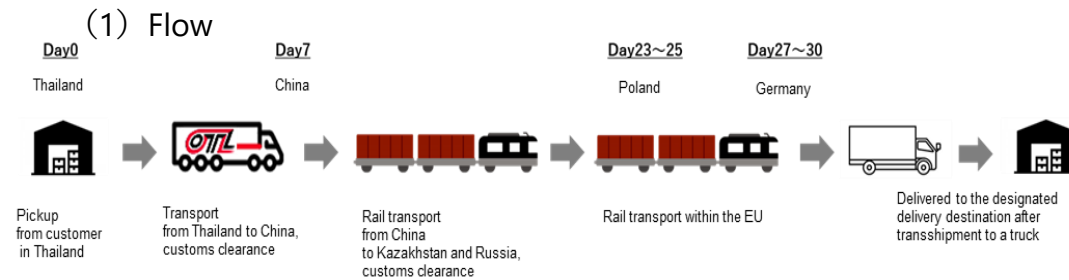 （1）Flow
Day0
Day7
Day23～25
Day27～30
Thailand
China
Poland
Germany
OTL
Pickup
from customer
in Thailand
Transport
from Thailand to China,
customs clearance
Rail transport
from China
to Kazakhstan and Russia,
customs clearance
Rail transport within the EU
Delivered to the designated
delivery destination after
transshipment to a truck